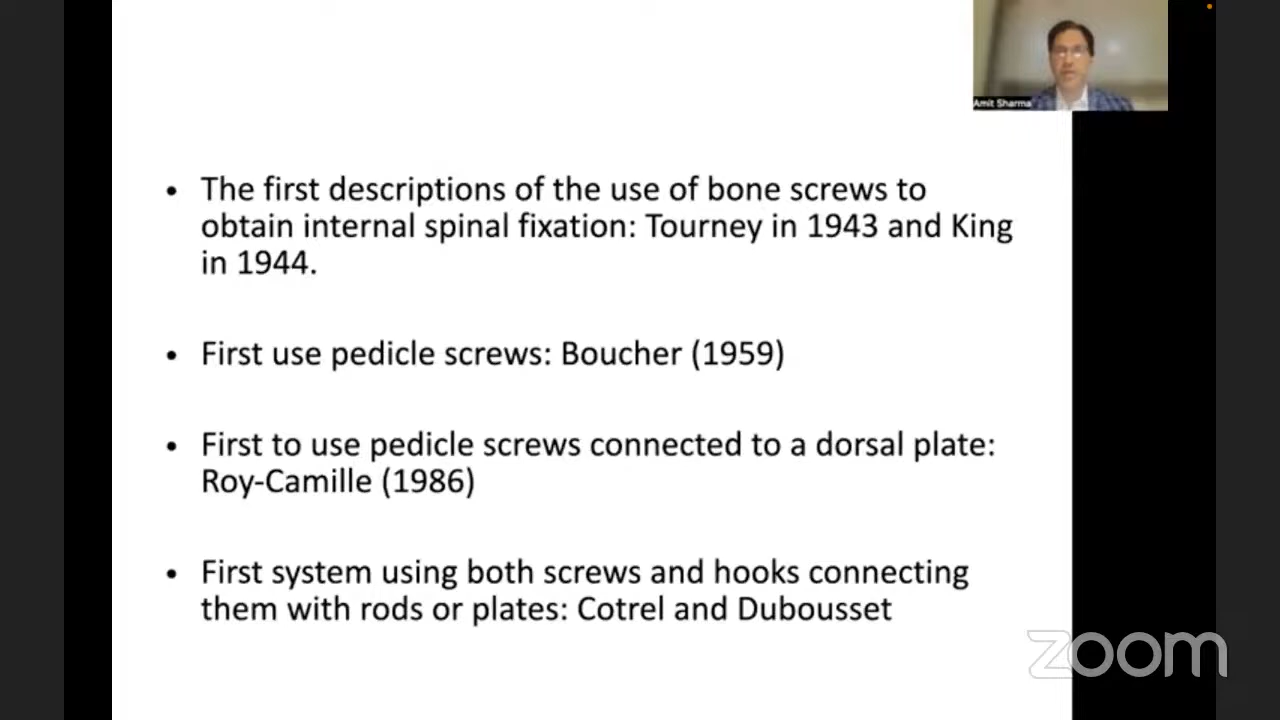 Amit Sharma
• The first descriptions of the use of bone screws to
obtain internal spinal fixation: Tourney in 1943 and King
in 1944.
• First use pedicle screws: Boucher (1959)
• First to use pedicle screws connected to a dorsal plate:
Roy-Camille (1986)
• First system using both screws and hooks connecting
them with rods or plates: Cotrel and Dubousset
zoom